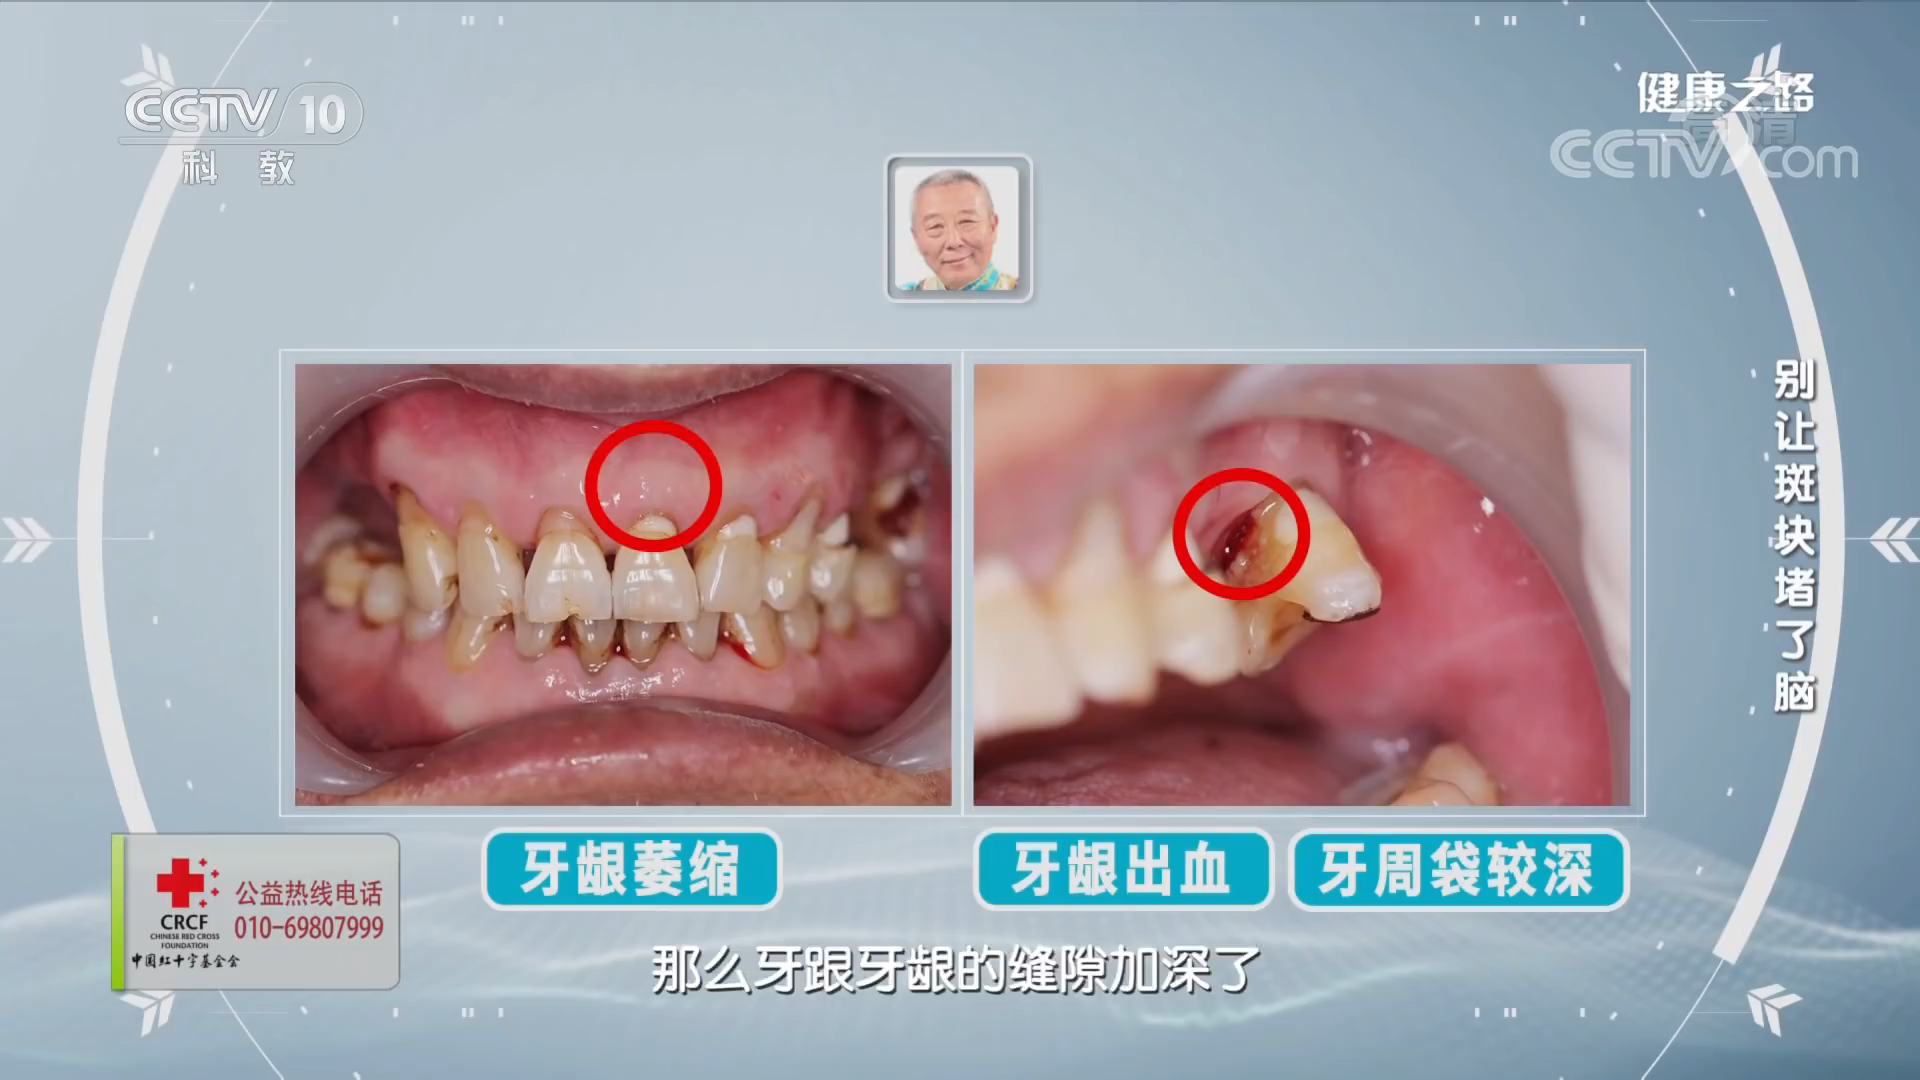 CCTV 10
科 教
健康之路
高清
CCTV.com
别让斑块堵了脑
牙龈萎缩
牙龈出血
牙周袋较深
CRCF
CHINESE RED CROSS
FOUNDATION
中国红十字基金会
公益热线电话
010-69807999
那么牙跟牙龈的缝隙加深了